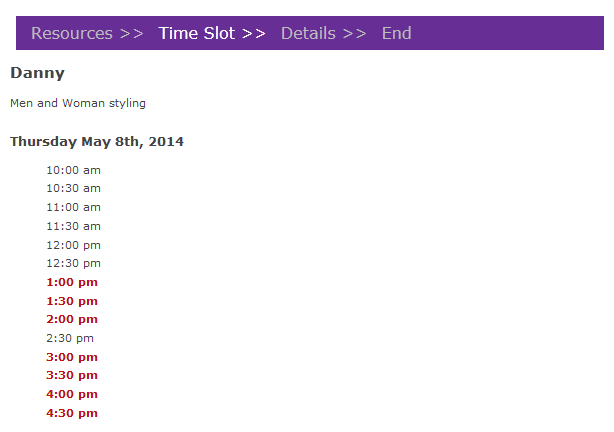 Resources >> Time Slot >> Details >> End
Danny
Men and Woman styling
Thursday May 8th, 2014
10:00 am
10:30 am
11:00 am
11:30 am
12:00 pm
12:30 pm
1:00 pm
1:30 pm
2:00 pm
2:30 pm
3:00 pm
3:30 pm
4:00 pm
4:30 pm